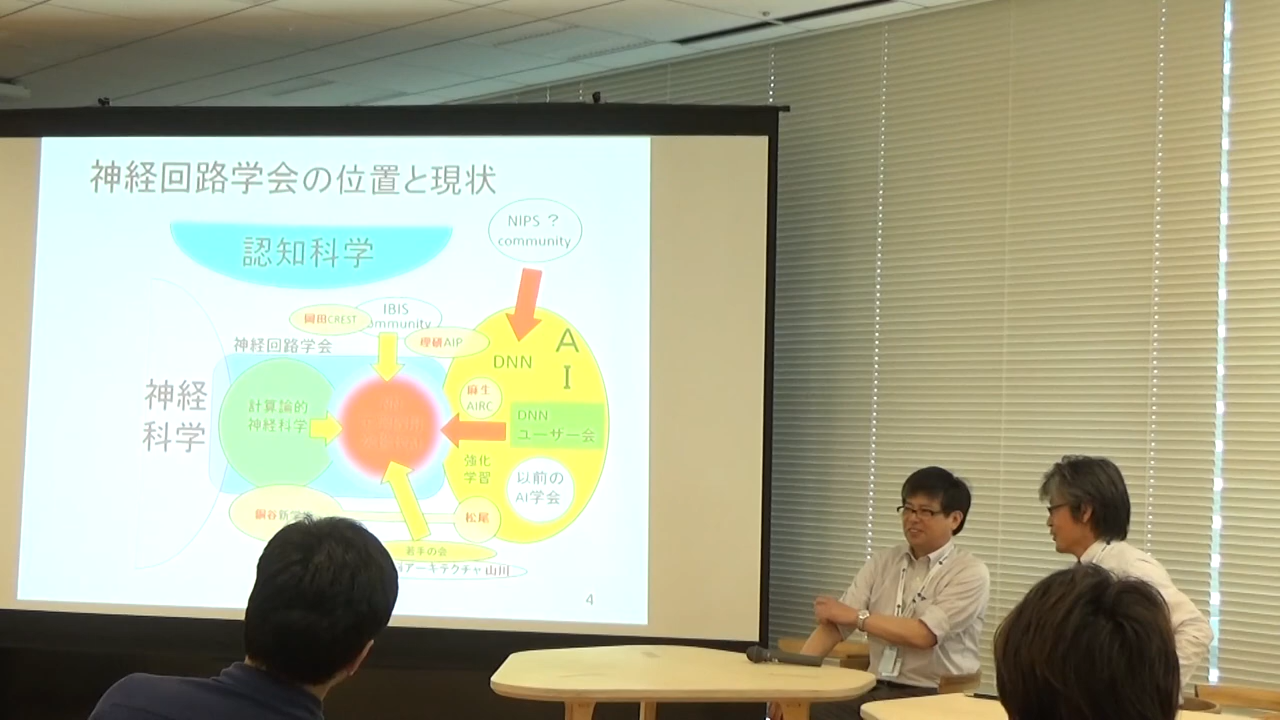 神経回路学会の位置と現状
NIPS ?
community
認知科学
岡田CREST
IBIS
community
理研AIP
神経回路学会
A
I
DNN
神経
科学
計算論的
神経科学
麻生
AIRC
DNN
ユーザー会
強化
学習
以前の
AI学会
銅谷新学
松尾
若手の会
アーキテクチャ山川
4